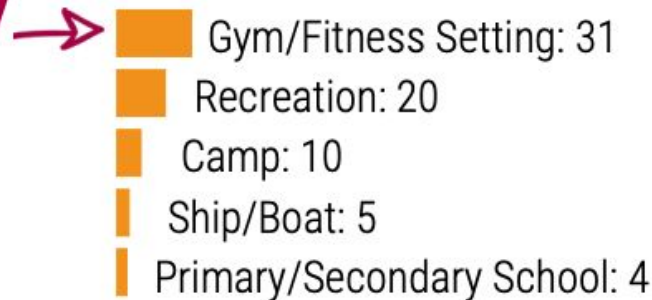 Gym/Fitness Setting: 31
Recreation: 20
Camp: 10
Ship/Boat: 5
Primary/Secondary School: 4